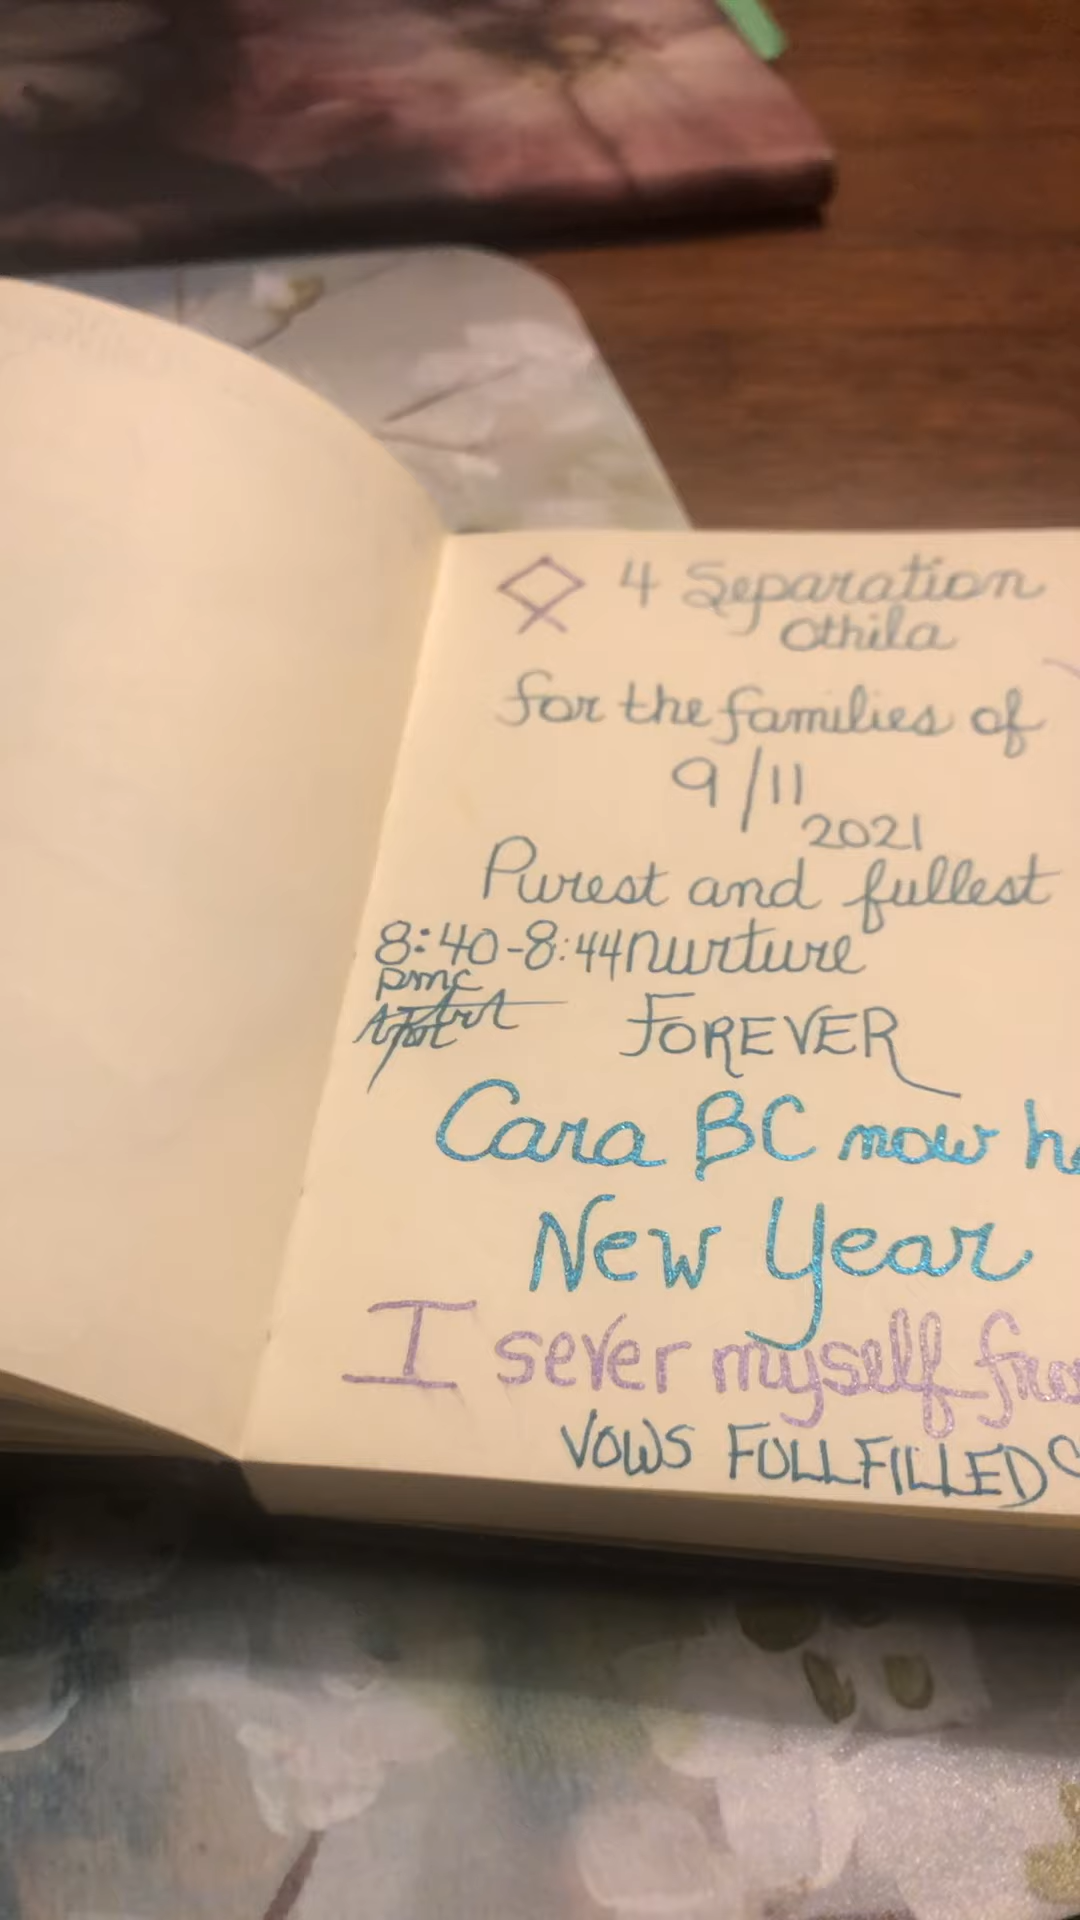 4 Separation
Othila
for the families of
9/11
2021
Purest and fullest
8:40-8:44 nurture
pmc
FOREVER
Cara BC now
New Year
I sever myself
VOWS FULLFILLED